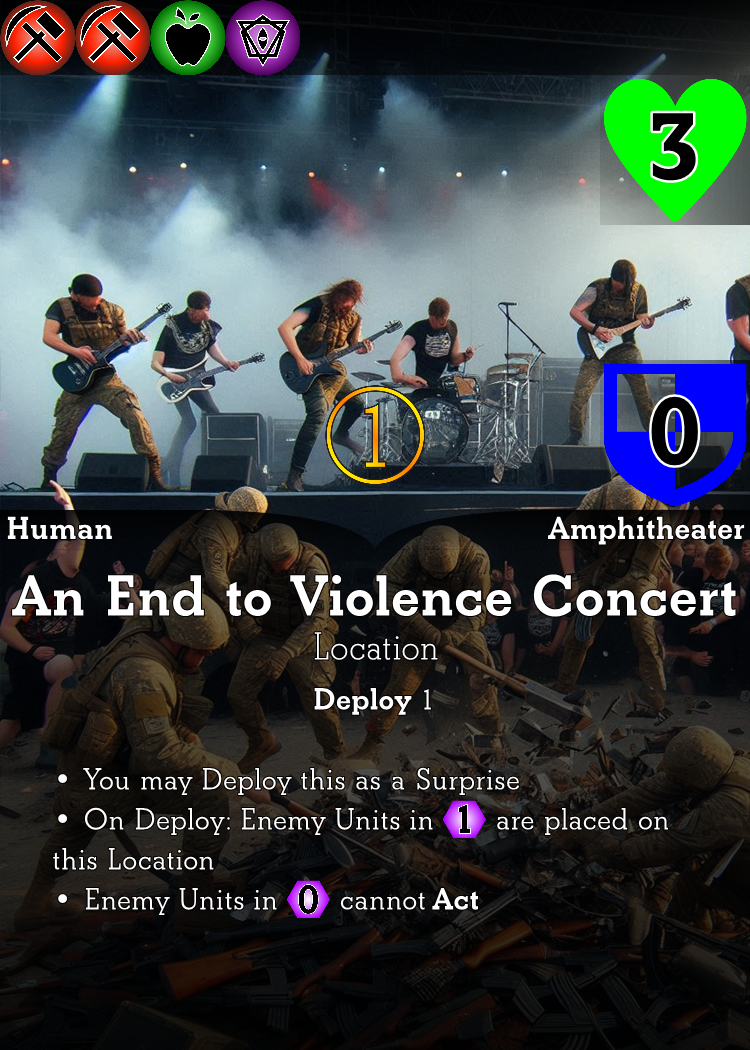 3
1
0
Human
Amphitheater
An End to Violence Concert
Location
Deploy 1
• You may Deploy this as a Surprise
• On Deploy: Enemy Units in 1 are placed on
this Location
• Enemy Units in 0 cannot Act